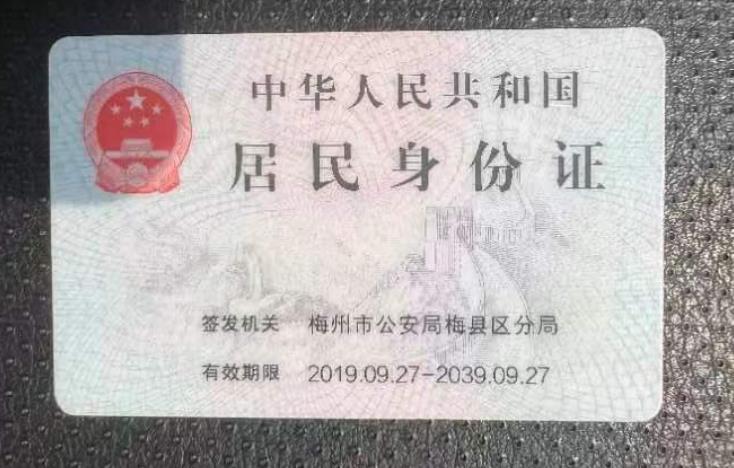 中华人民共和国
居民身份证
签发机关 梅州市公安局梅县区分局
有效期限 2019.09.27-2039.09.27